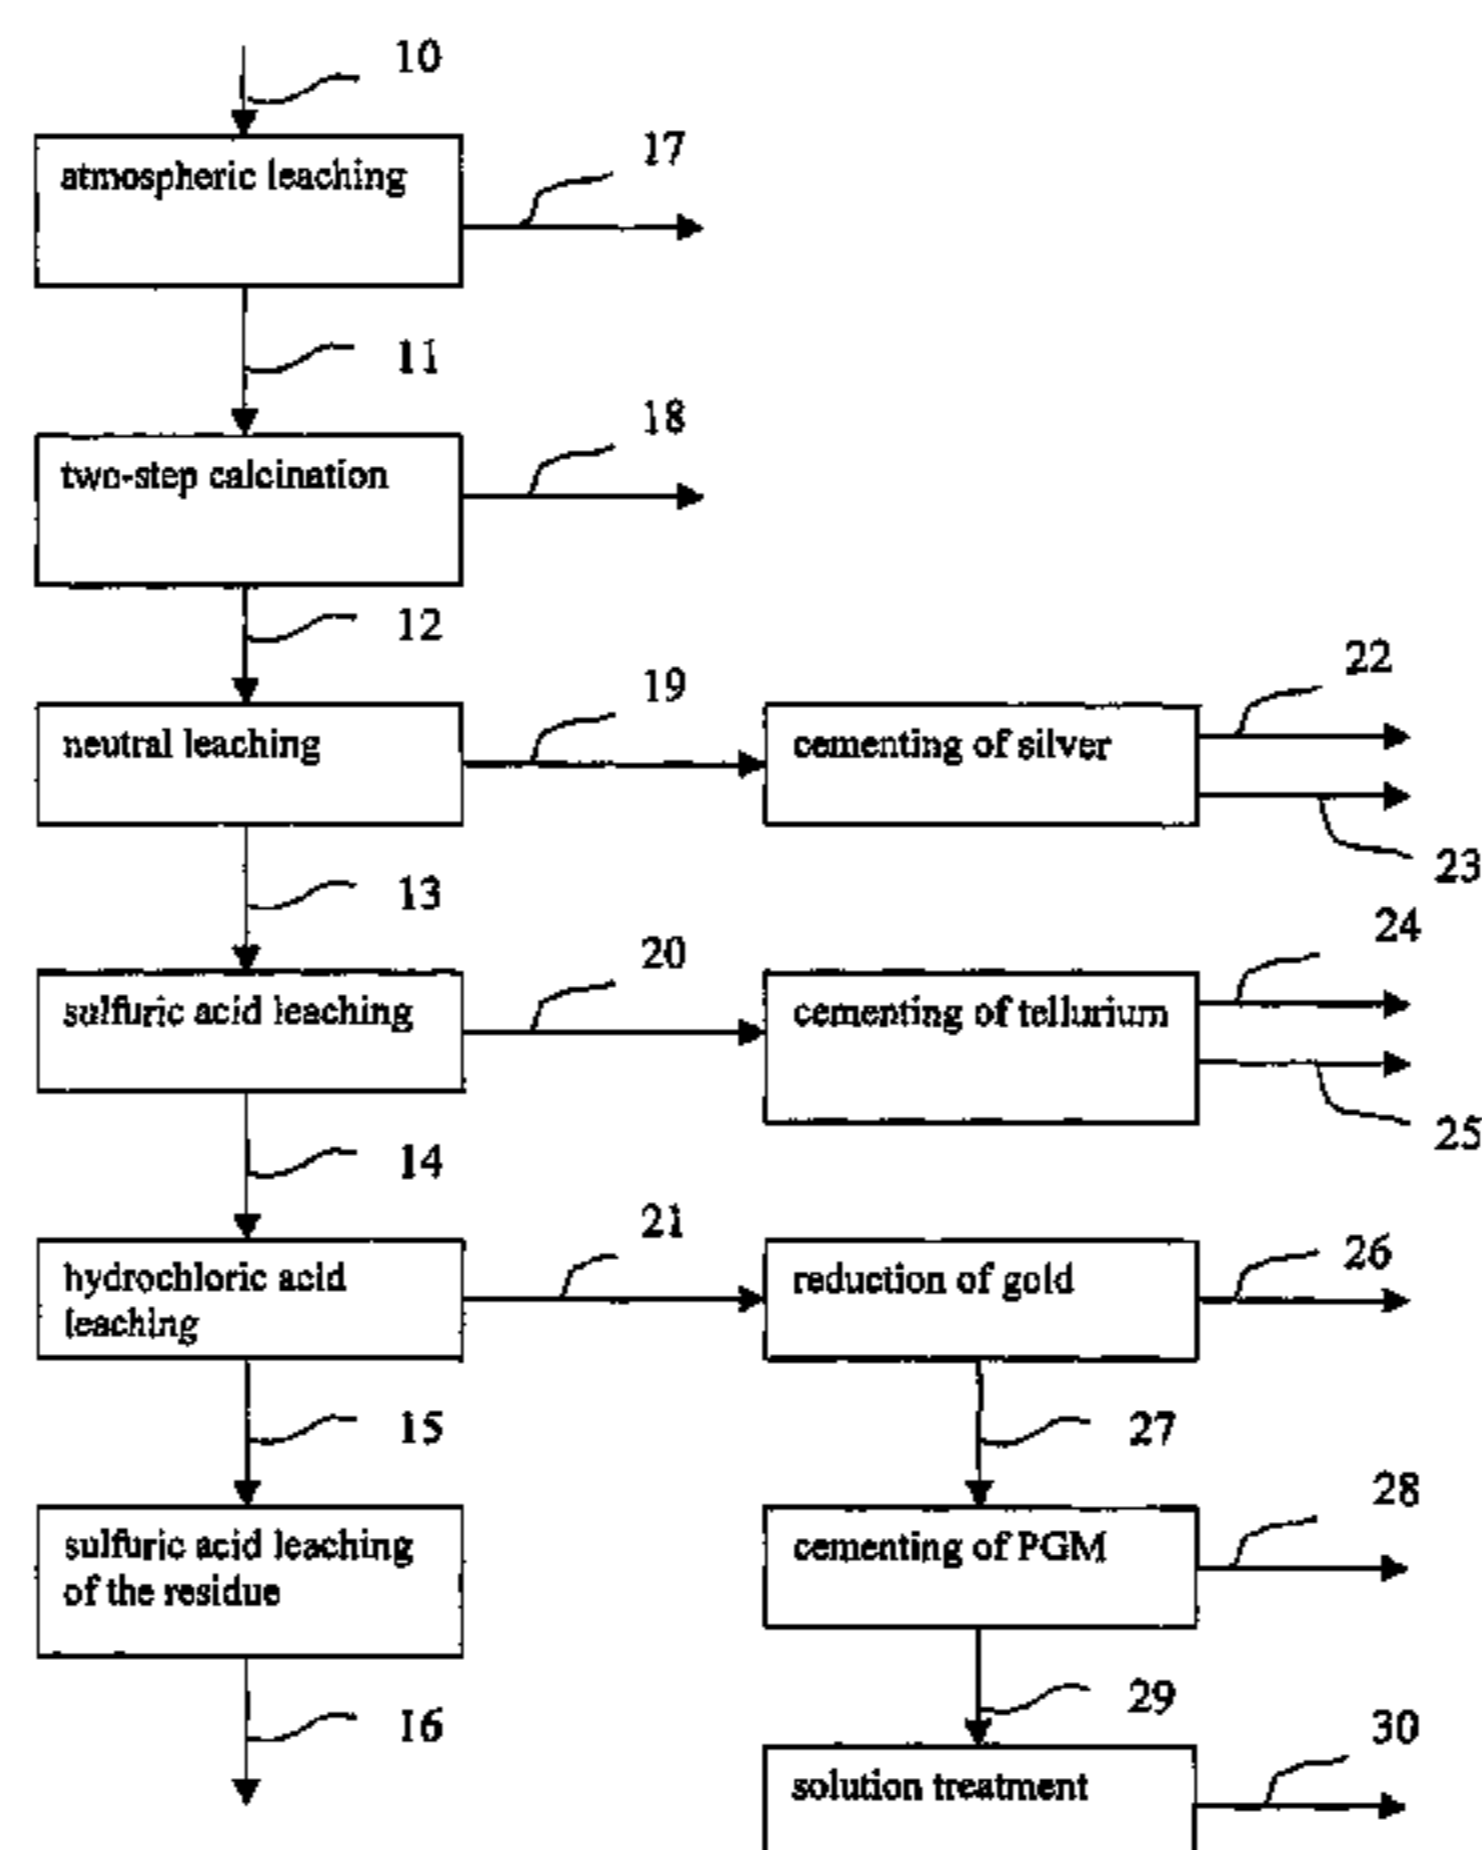 10
atmospheric leaching
17
11
two-step calcination
18
12
neutral leaching
19
cementing of silver
22
23
13
sulfuric acid leaching
20
cementing of tellurium
24
25
14
hydrochloric acid
leaching
21
reduction of gold
26
15
27
sulfuric acid leaching
of the residue
cementing of PGM
28
16
29
solution treatment
30